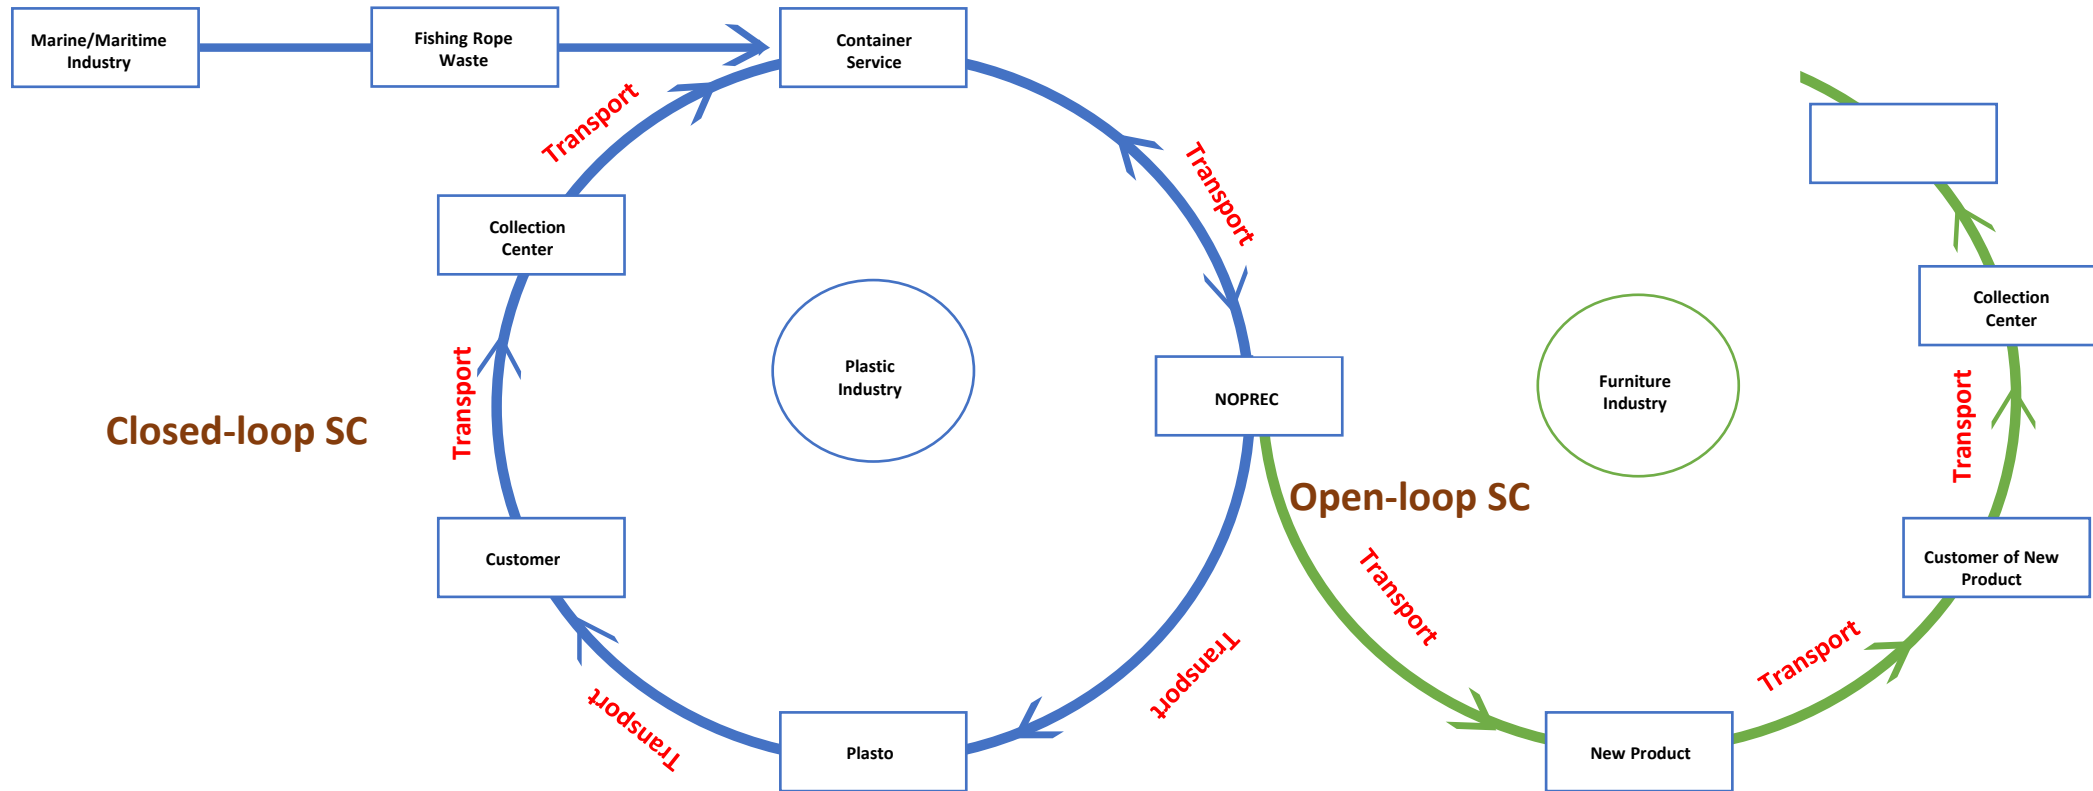 Marine/Maritime
Industry
Fishing Rope
Waste
Container
Service
Transport
Transport
Collection
Center
Collection
Center
Plastic
Industry
Furniture
Industry
NOPREC
Transport
Transport
Closed-loop SC
Open-loop SC
Customer
Customer of New
Product
Transport
Transport
Transport
Transport
Plasto
New Product